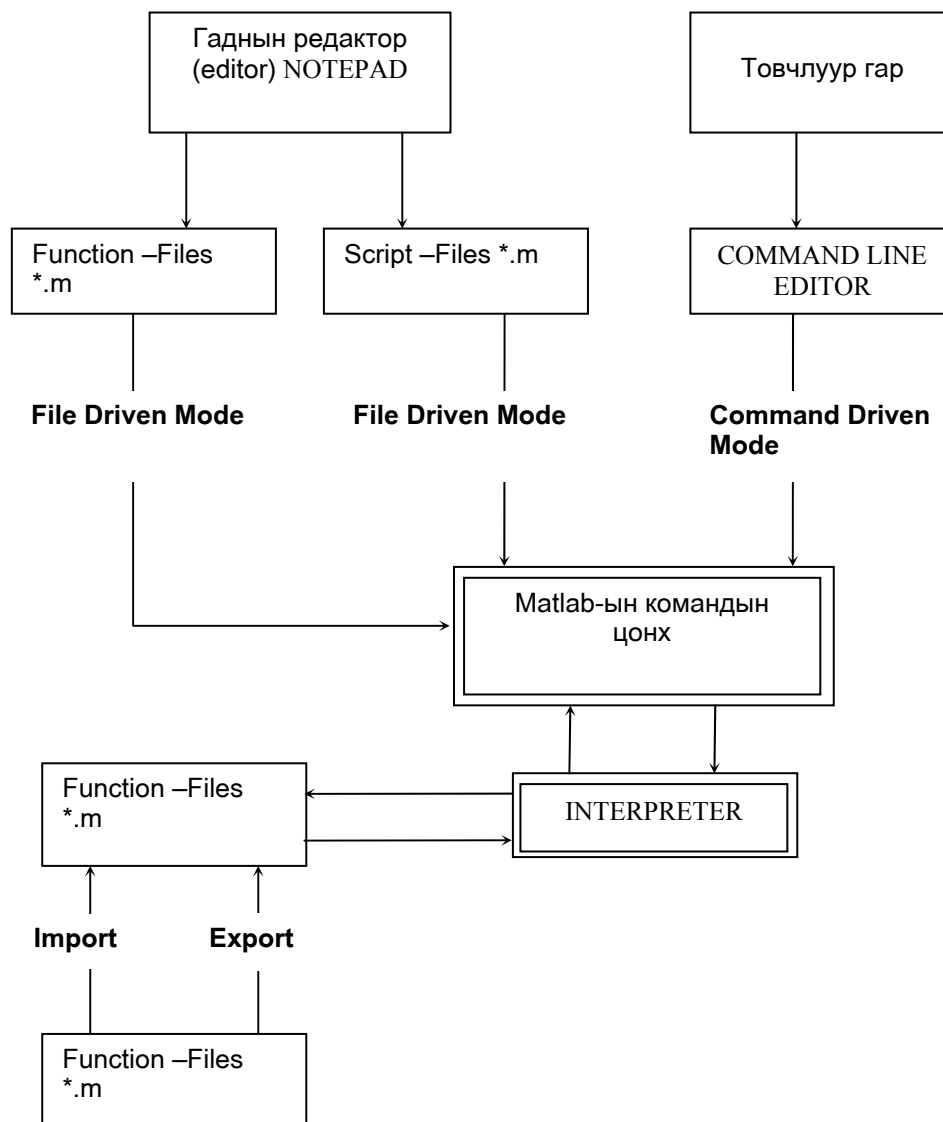 Гаднын редактор
(editor) NOTEPAD
Товчлуур гар
Function –Files
*.m
Script –Files *.m
COMMAND LINE
EDITOR
File Driven Mode
File Driven Mode
Command Driven
Mode
Matlab-ын командын
цонх
Function –Files
*.m
INTERPRETER
Import
Export
Function –Files
*.m